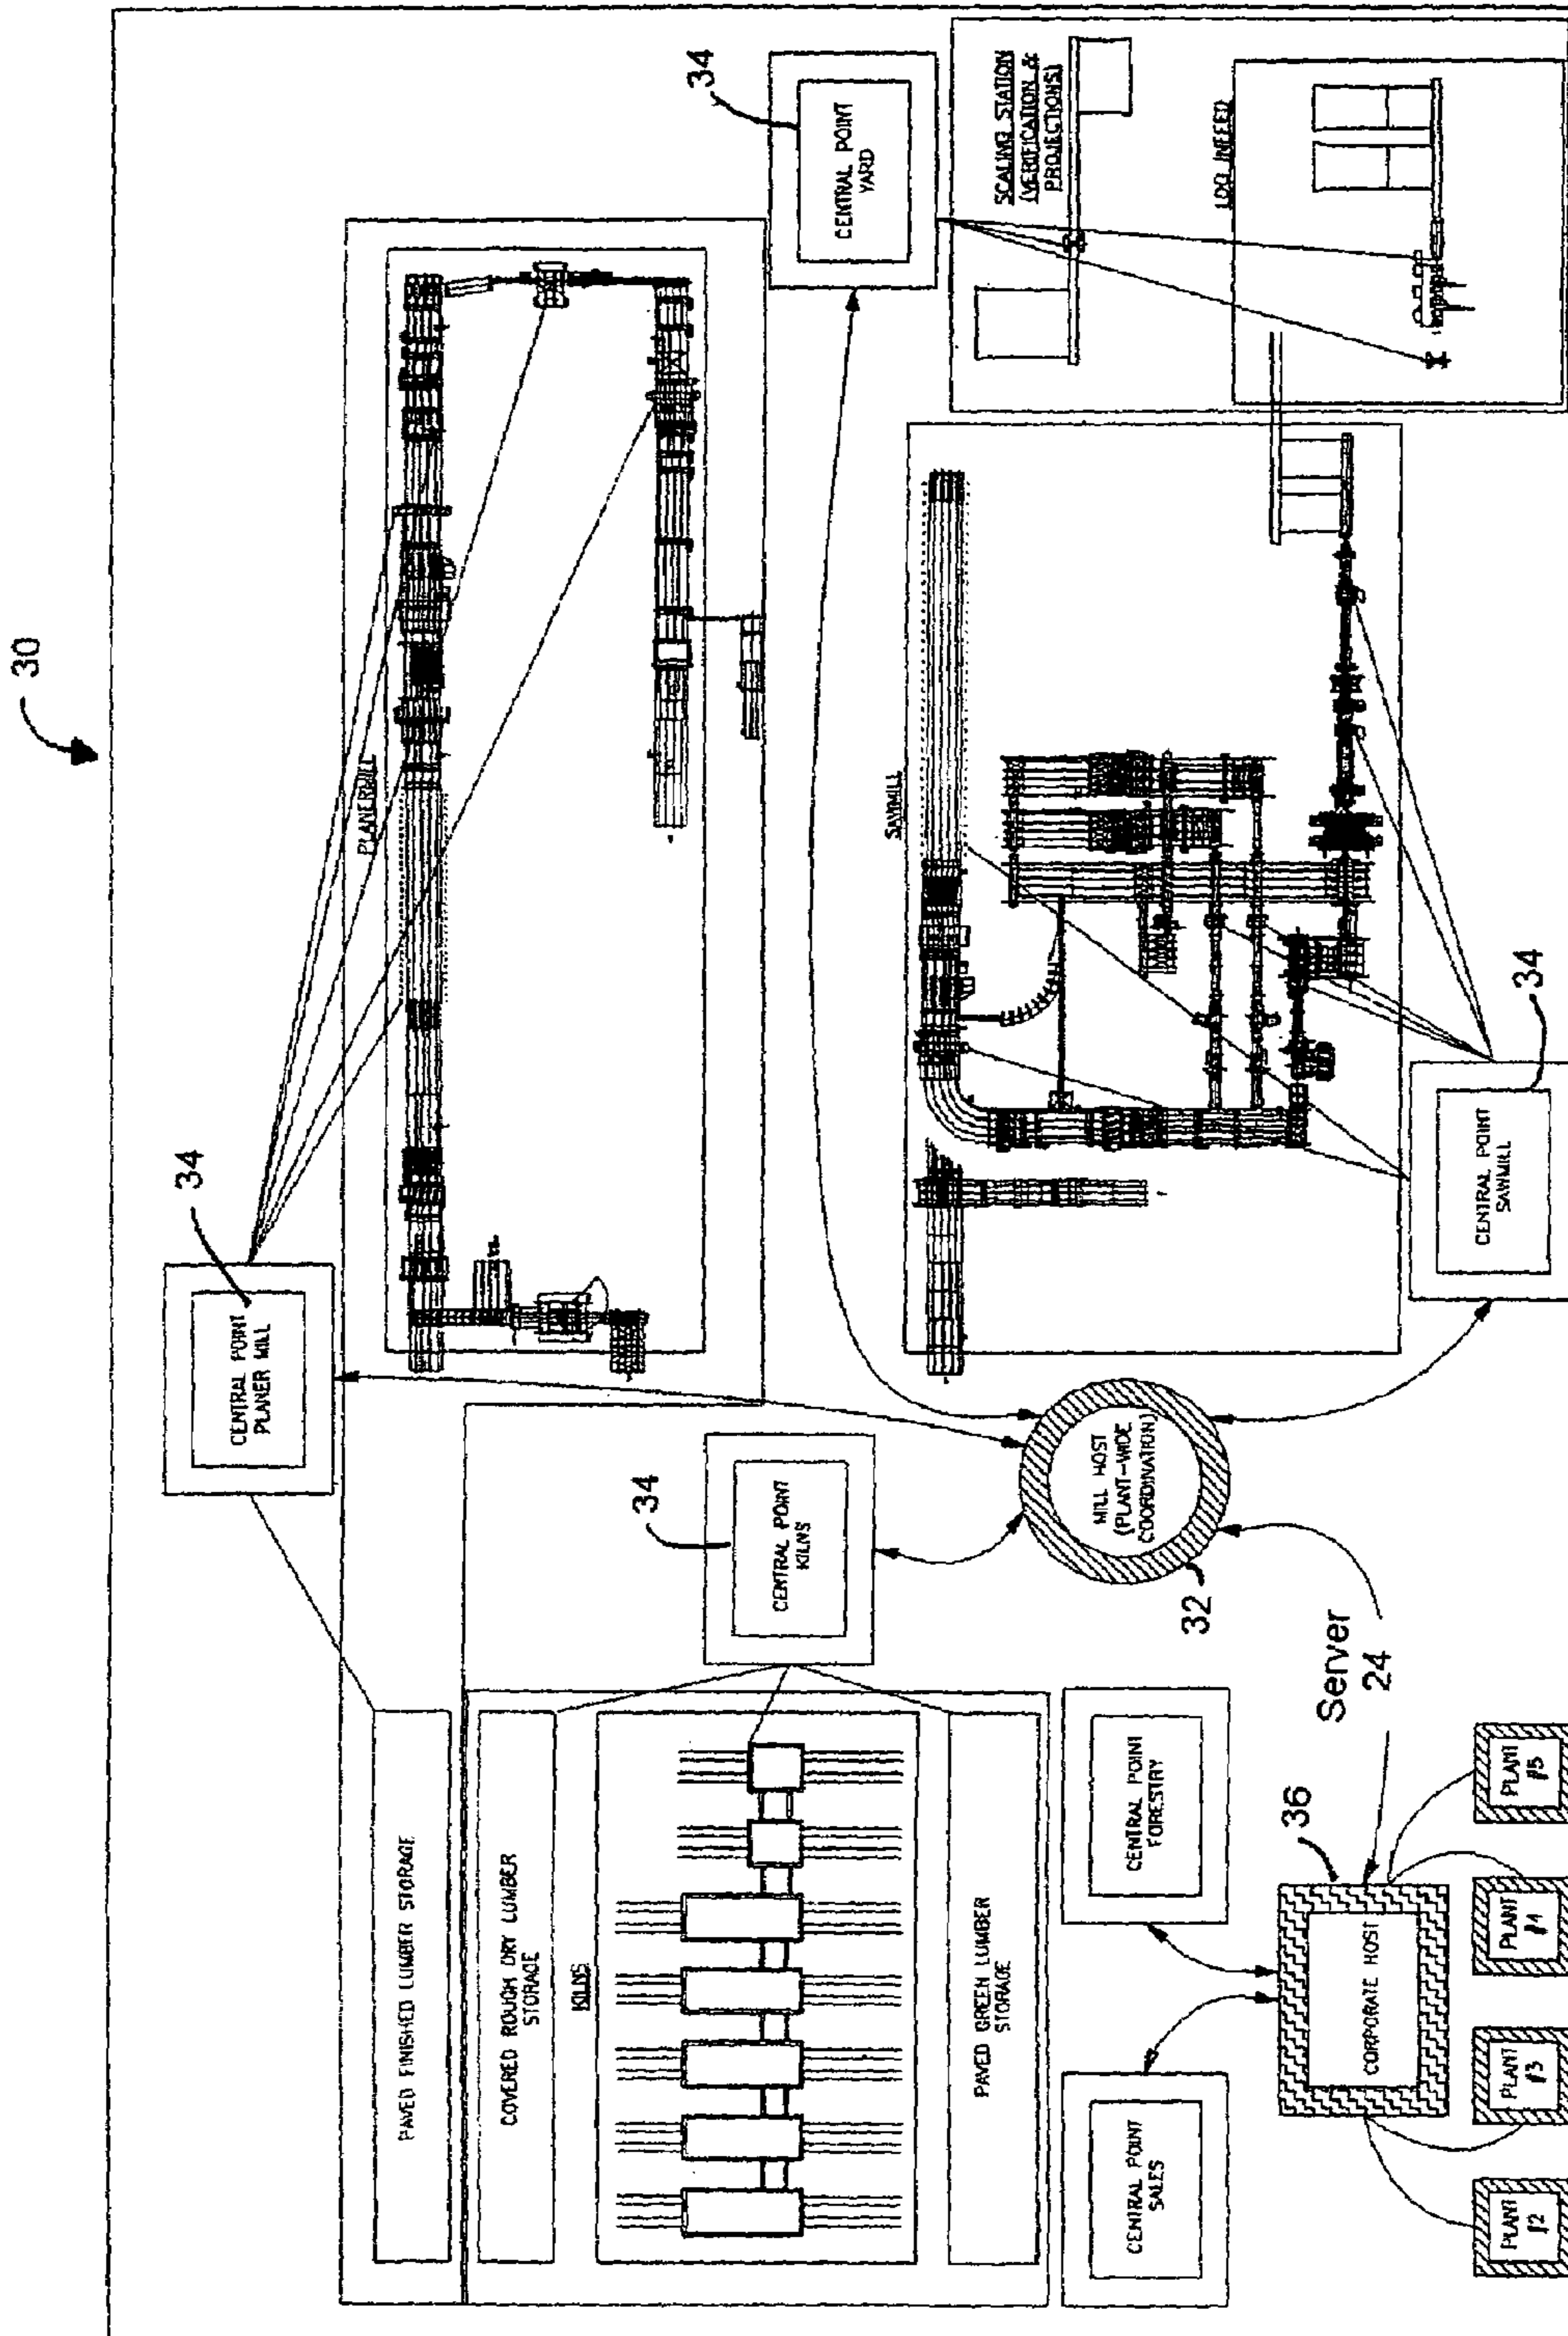 30
34
CENTRAL POINT
PLANER MILL
PLANERMILL
34
CENTRAL POINT
YARD
SCALING STATION
(VERIFICATION &
PROJECTIONS)
LOG INFEED
SAWMILL
34
CENTRAL POINT
SAWMILL
34
CENTRAL POINT
KILNS
MILL HOST
(PLANT-WIDE
COORDINATION)
32
PAVED FINISHED LUMBER STORAGE
COVERED ROUGH DRY LUMBER
STORAGE
KILNS
PAVED GREEN LUMBER
STORAGE
CENTRAL POINT
SALES
CENTRAL POINT
FORESTRY
Server
24
36
CORPORATE HOST
PLANT
#2
PLANT
#3
PLANT
#4
PLANT
#5